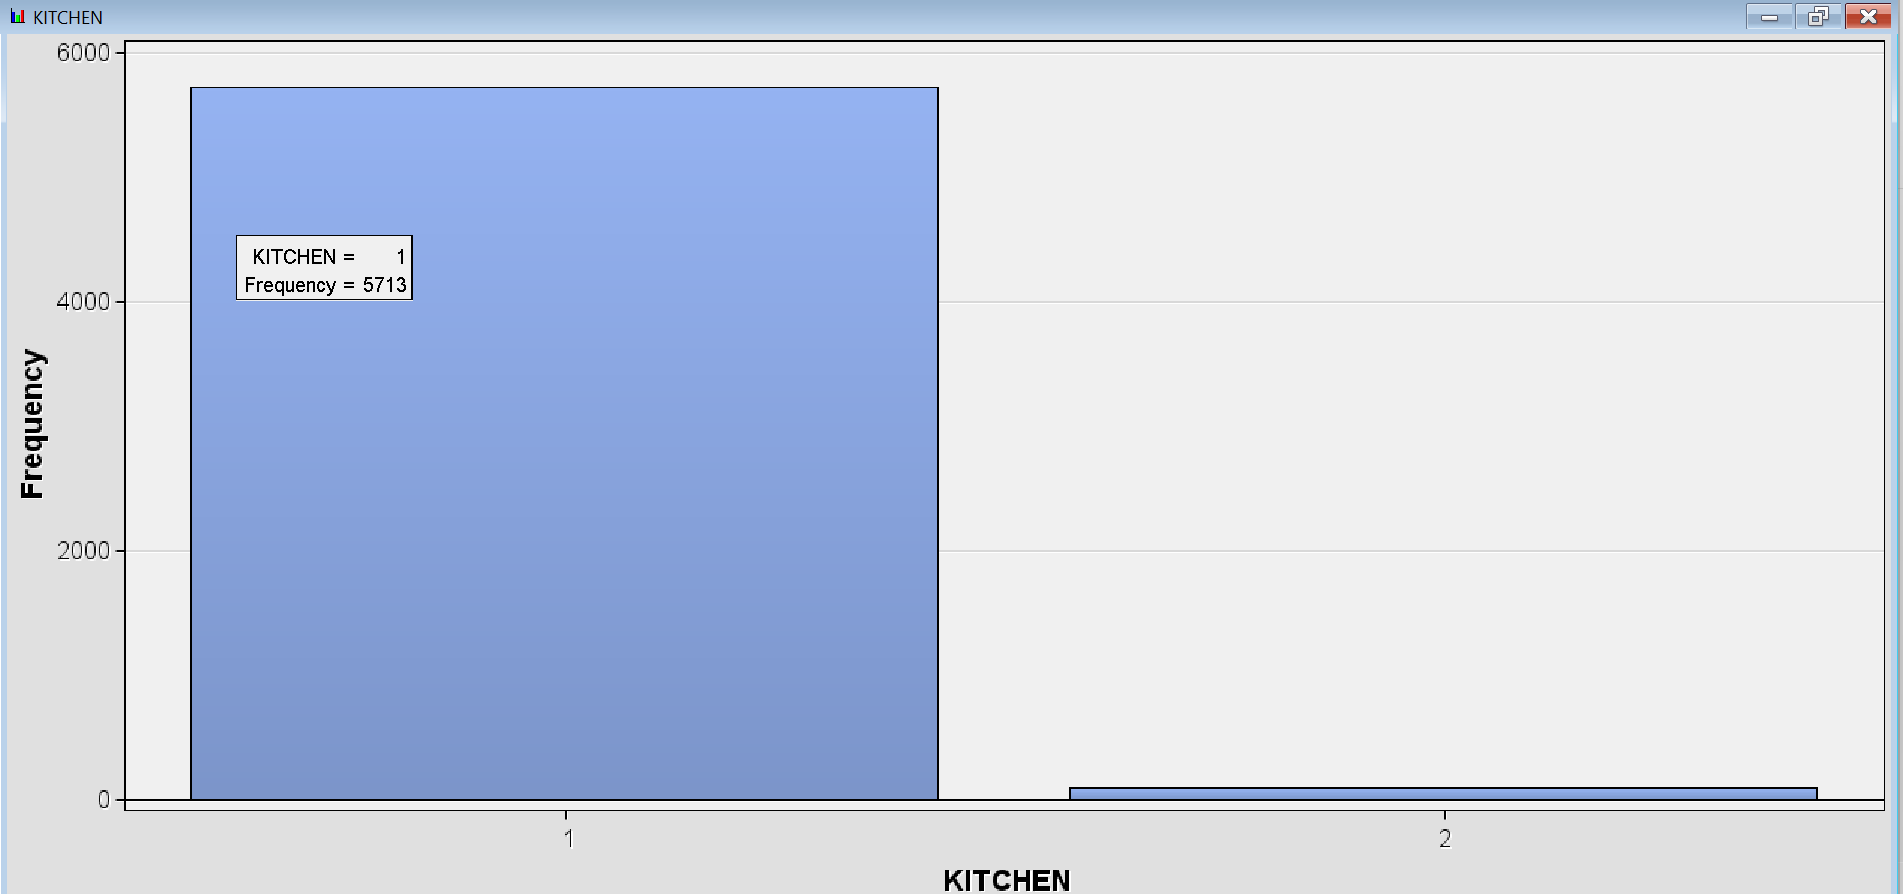 KITCHEN
6000
4000
2000
0
Frequency
KITCHEN = 1
Frequency = 5713
1
2
KITCHEN